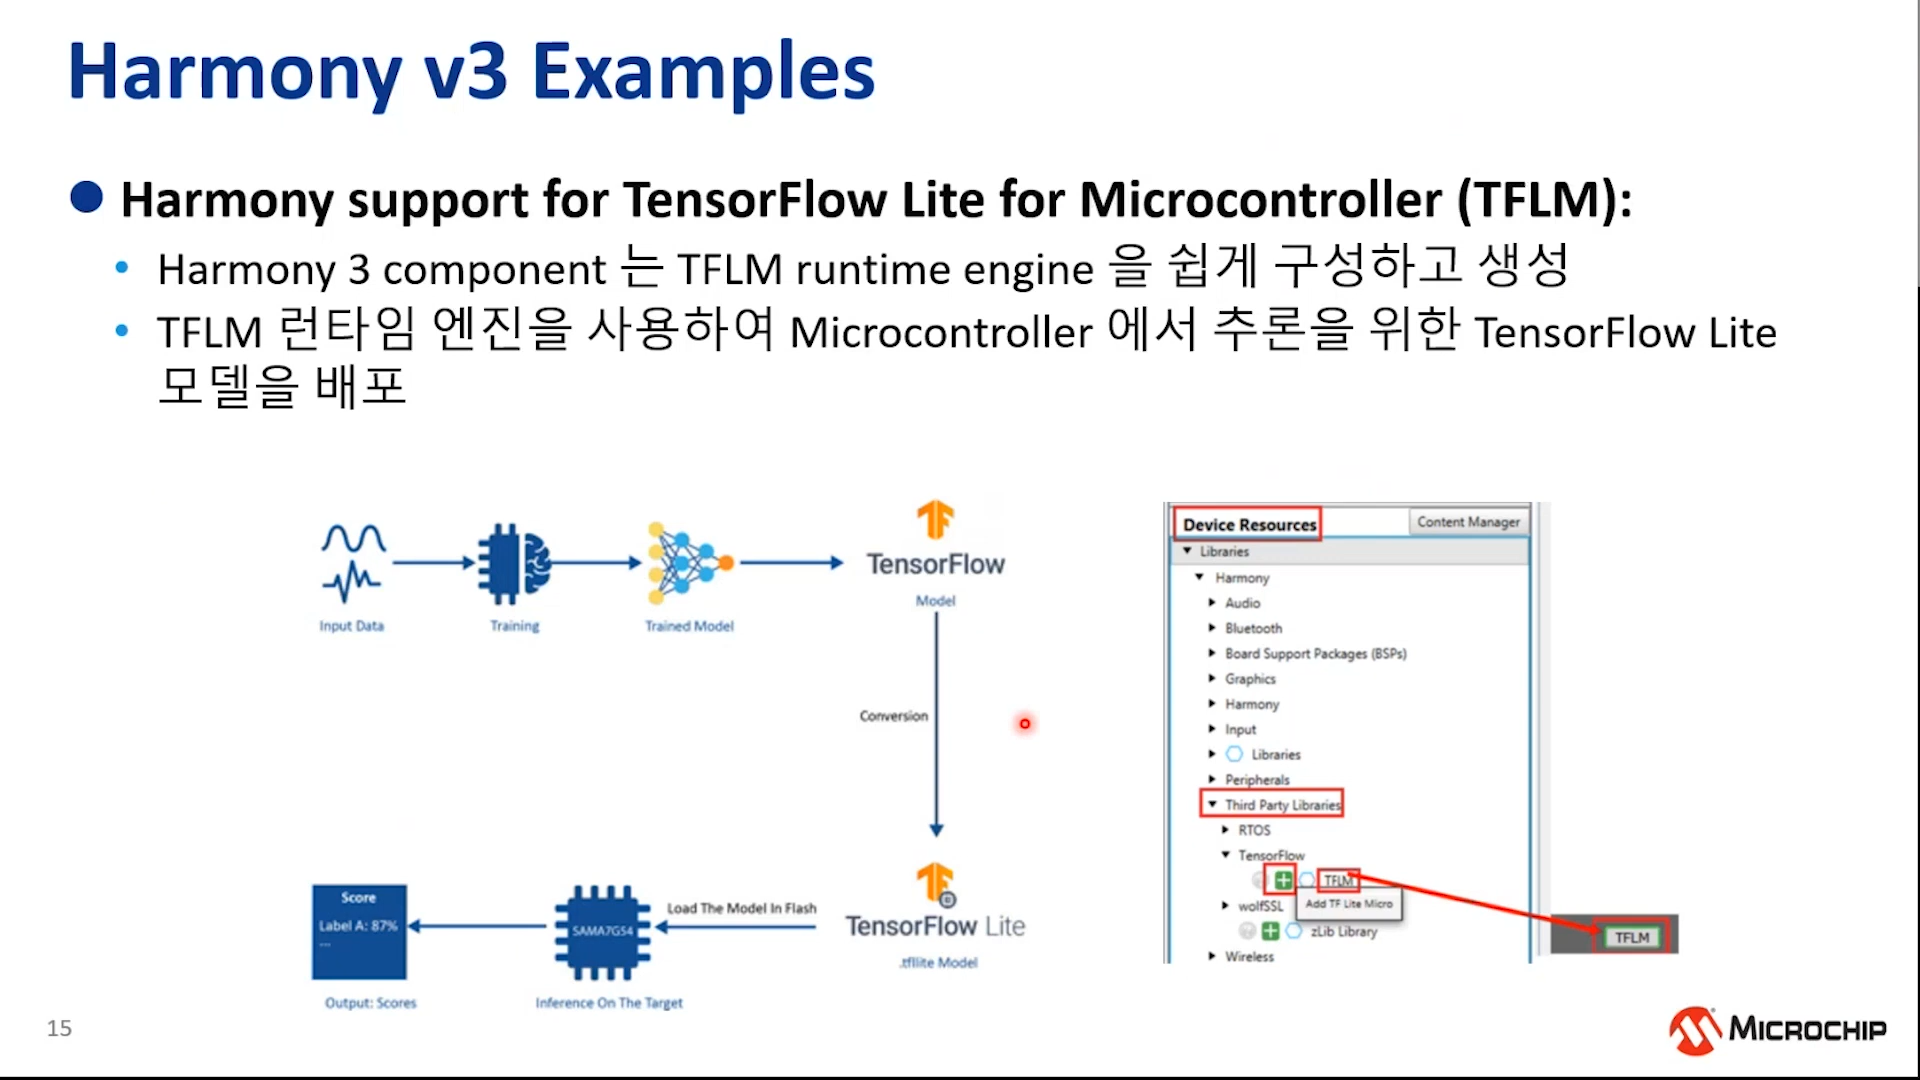 Harmony v3 Examples
Harmony support for TensorFlow Lite for Microcontroller (TFLM):
Harmony 3 component 는 TFLM runtime engine 을 쉽게 구성하고 생성
TFLM 런타임 엔진을 사용하여 Microcontroller 에서 추론을 위한 TensorFlow Lite
모델을 배포
Input Data
Training
Trained Model
TensorFlow
Model
Conversion
TensorFlow Lite
.tfllite Model
Load The Model In Flash
SAMA7G54
Inference On The Target
Score
Label A: 87%
...
Output: Scores
Device Resources
Content Manager
Libraries
Harmony
Audio
Bluetooth
Board Support Packages (BSPs)
Graphics
Harmony
Input
Libraries
Peripherals
Third Party Libraries
RTOS
TensorFlow
TFLM
Add TF Lite Micro
wolfSSL
zLib Library
Wireless
TFLM
15
MICROCHIP